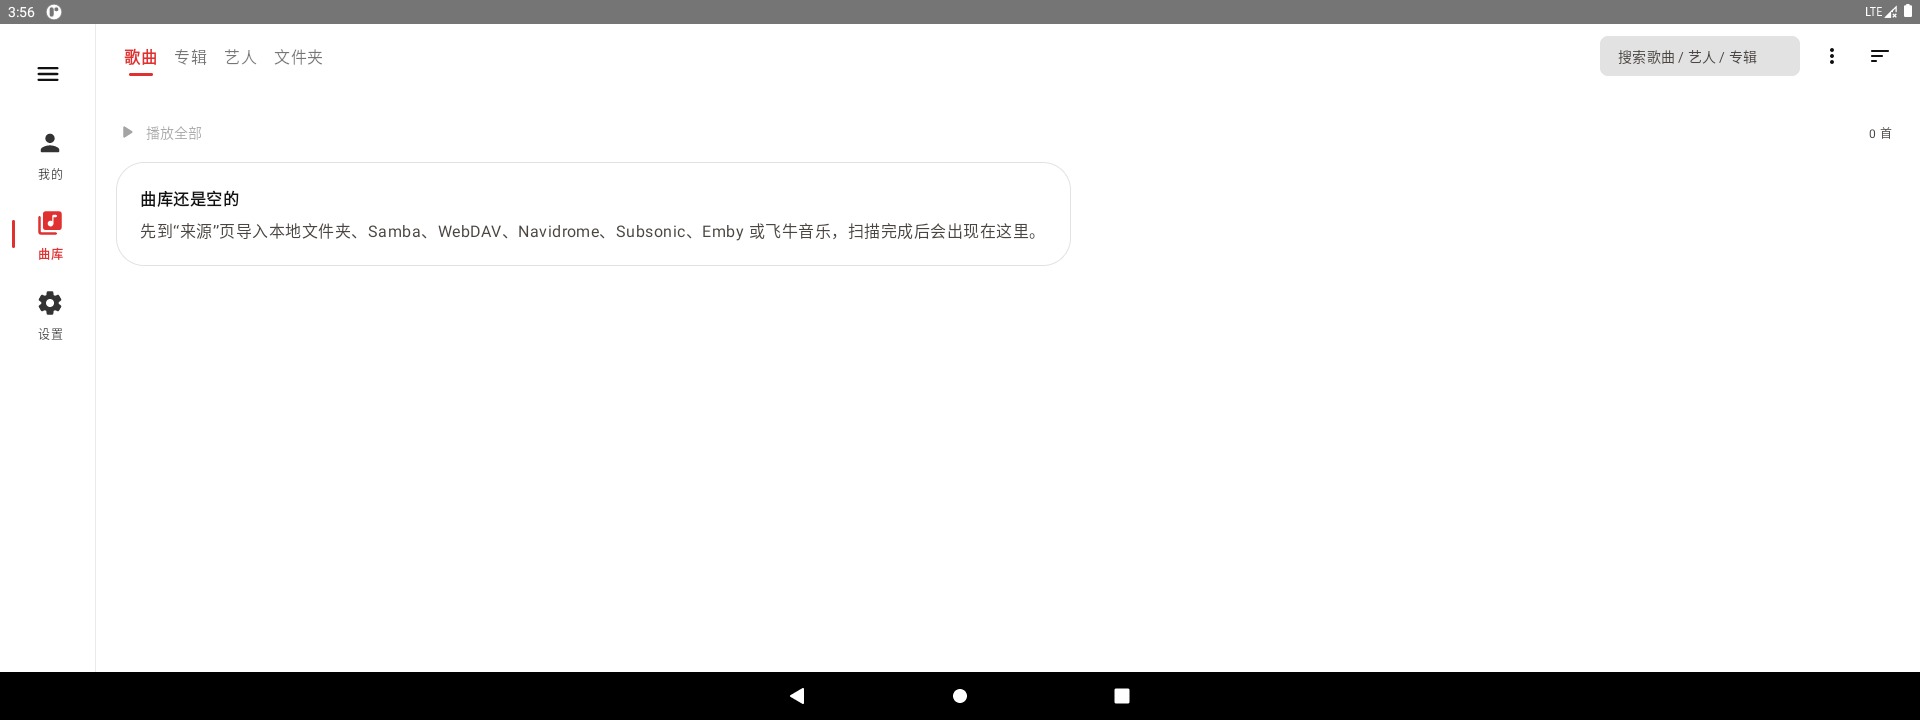 3:56
LTE
歌曲 专辑 艺人 文件夹
搜索歌曲 / 艺人 / 专辑
播放全部
0 首
我的
曲库
设置
曲库还是空的
先到“来源”页导入本地文件夹、Samba、WebDAV、Navidrome、Subsonic、Emby 或飞牛音乐，扫描完成后会出现在这里。